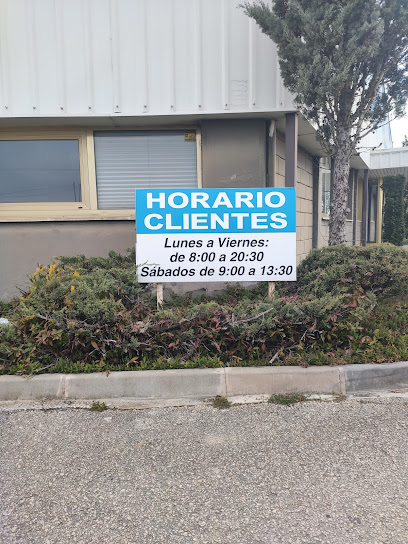 HORARIO
CLIENTES
Lunes a Viernes:
de 8:00 a 20:30
Sábados de 9:00 a 13:30